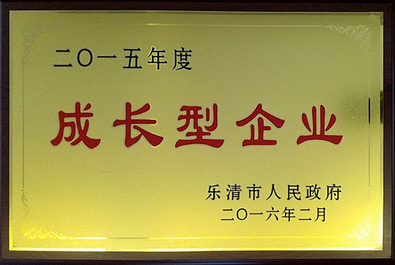 二〇一五年度
成长型企业
乐清市人民政府
二〇一六年二月